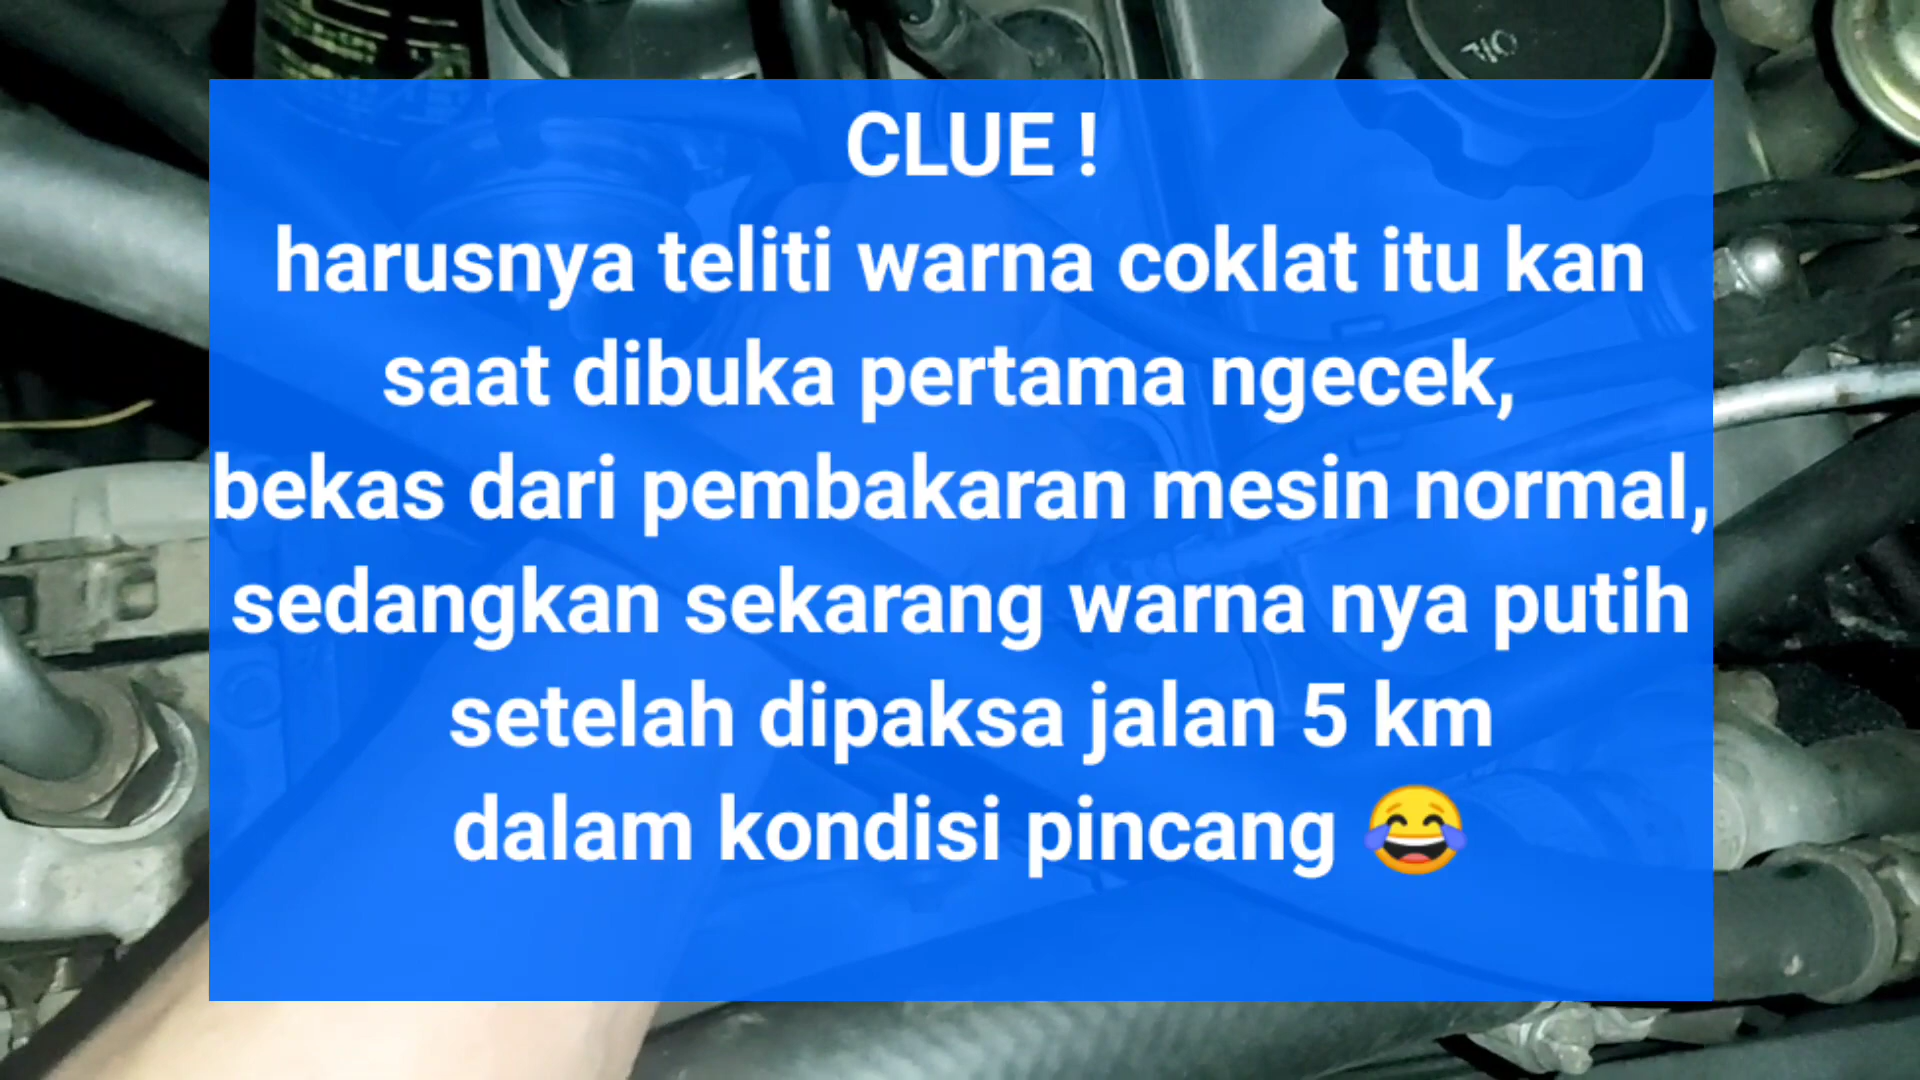 OIL
CLUE !
harusnya teliti warna coklat itu kan
saat dibuka pertama ngecek,
bekas dari pembakaran mesin normal,
sedangkan sekarang warna nya putih
setelah dipaksa jalan 5 km
dalam kondisi pincang 😂